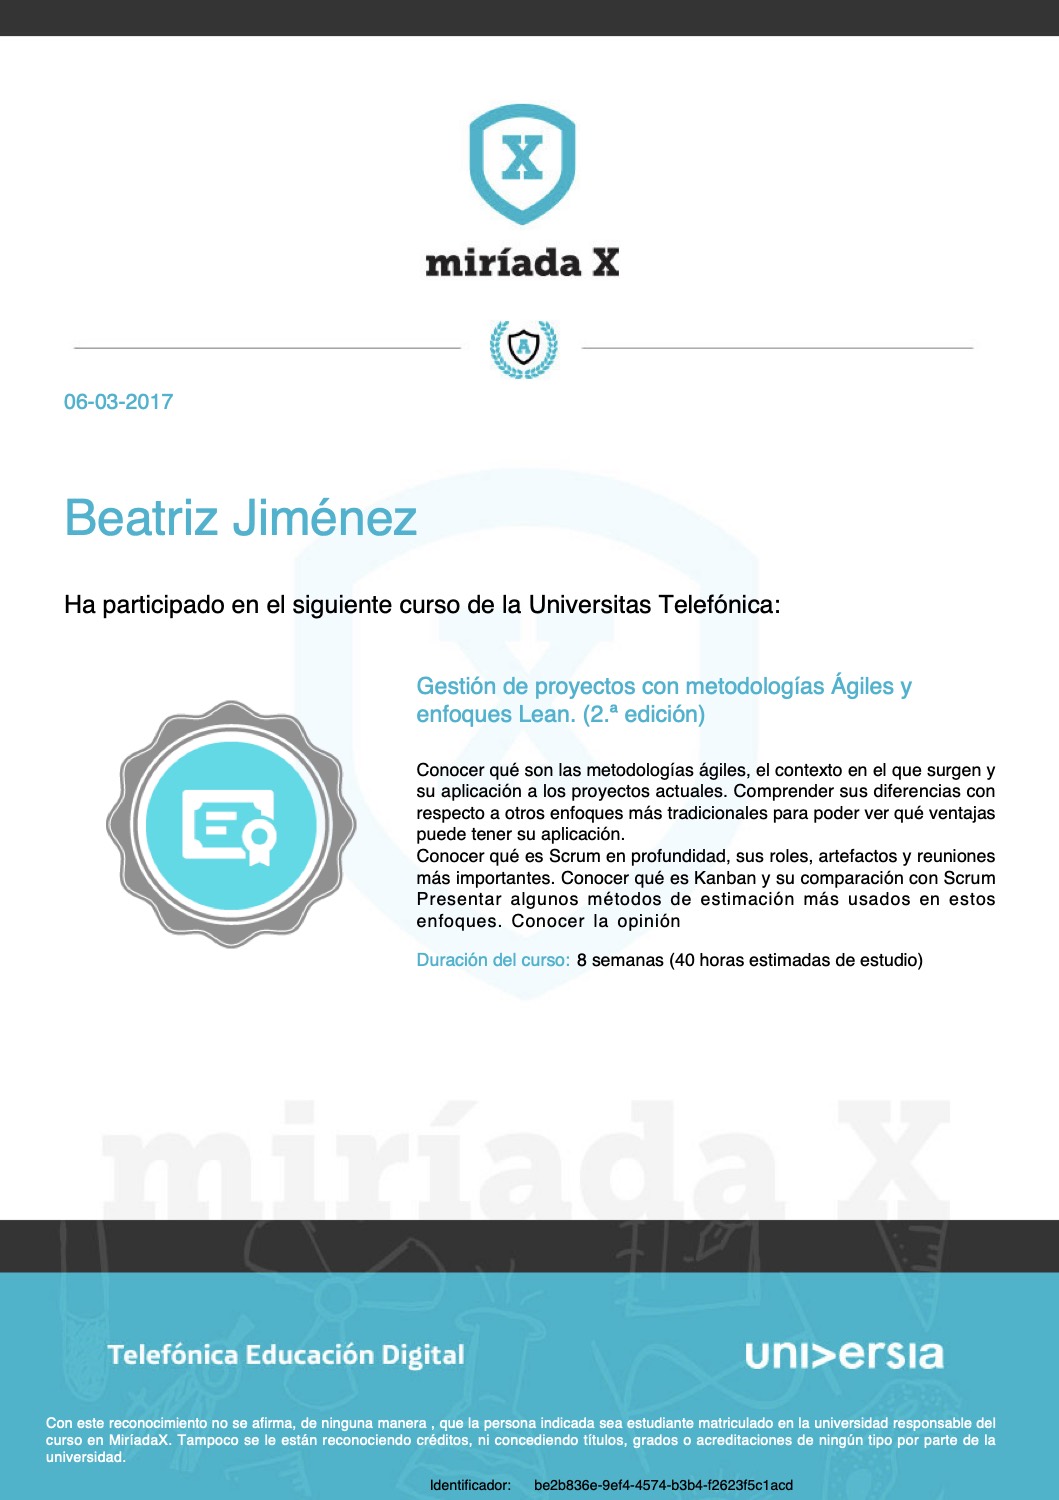 X
miríada X
A
06-03-2017
Beatriz Jiménez
Ha participado en el siguiente curso de la Universitas Telefónica:
Gestión de proyectos con metodologías Ágiles y
enfoques Lean. (2.ª edición)
Conocer qué son las metodologías ágiles, el contexto en el que surgen y
su aplicación a los proyectos actuales. Comprender sus diferencias con
respecto a otros enfoques más tradicionales para poder ver qué ventajas
puede tener su aplicación.
Conocer qué es Scrum en profundidad, sus roles, artefactos y reuniones
más importantes. Conocer qué es Kanban y su comparación con Scrum
Presentar algunos métodos de estimación más usados en estos
enfoques. Conocer la opinión
Duración del curso: 8 semanas (40 horas estimadas de estudio)
miríada X
Telefónica Educación Digital
uni>ersia
Con este reconocimiento no se afirma, de ninguna manera , que la persona indicada sea estudiante matriculado en la universidad responsable del
curso en MiríadaX. Tampoco se le están reconociendo créditos, ni concediendo títulos, grados o acreditaciones de ningún tipo por parte de la
universidad.
Identificador: be2b836e-9ef4-4574-b3b4-f2623f5c1acd